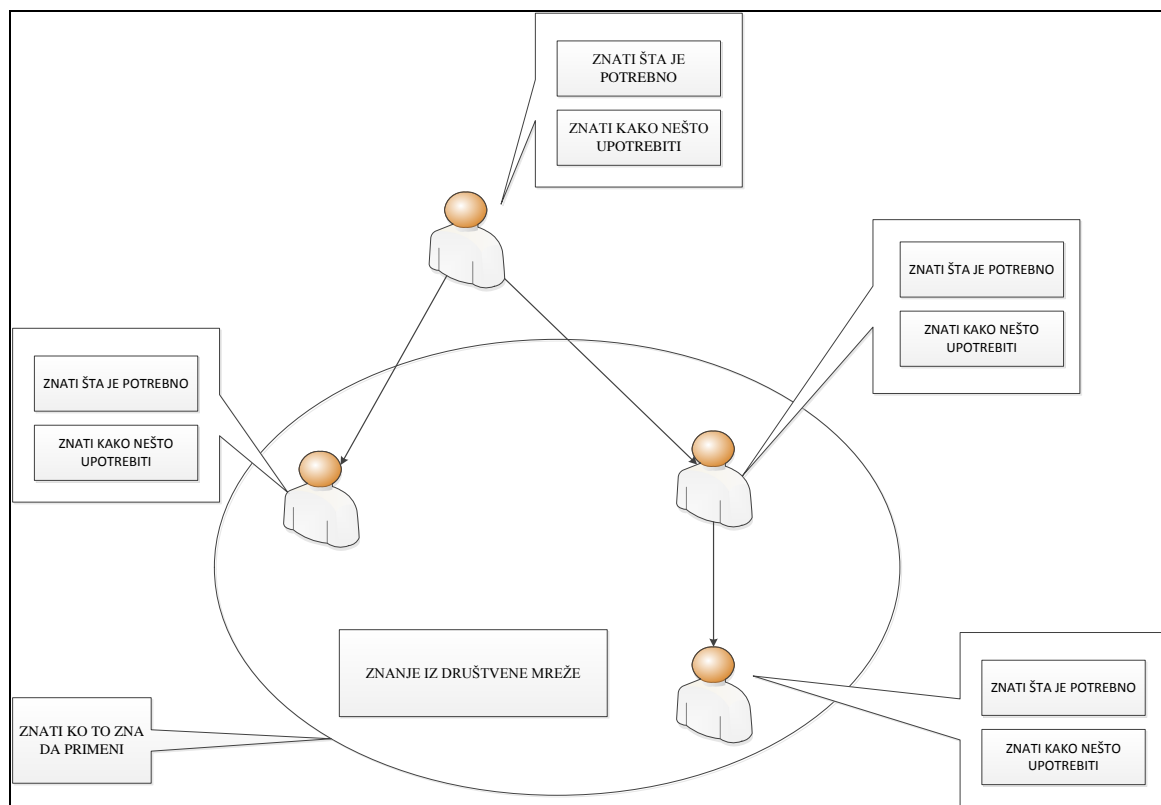 ZNATI ŠTA JE
POTREBNO
ZNATI KAKO NEŠTO
UPOTREBITI
ZNATI ŠTA JE POTREBNO
ZNATI KAKO NEŠTO
UPOTREBITI
ZNATI ŠTA JE POTREBNO
ZNATI KAKO NEŠTO
UPOTREBITI
ZNANJE IZ DRUŠTVENE MREŽE
ZNATI ŠTA JE POTREBNO
ZNATI KAKO NEŠTO
UPOTREBITI
ZNATI KO TO ZNA
DA PRIMENI